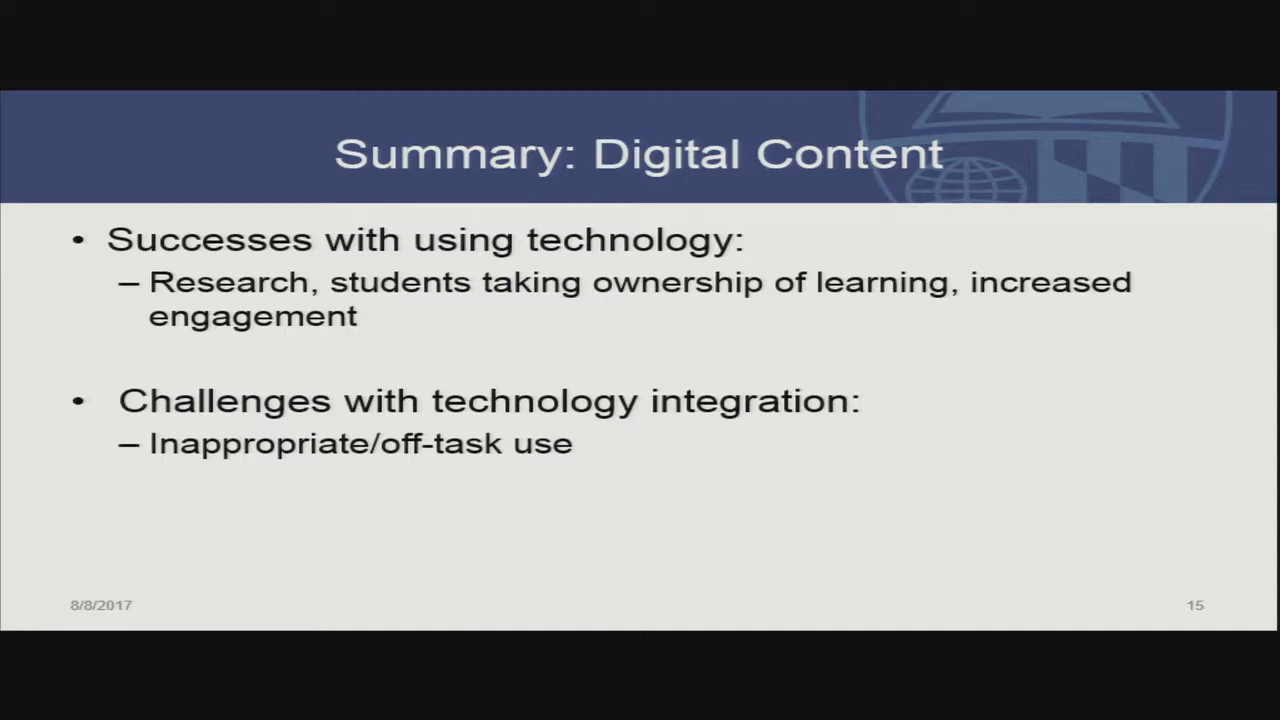 Summary: Digital Content
• Successes with using technology:
– Research, students taking ownership of learning, increased
engagement
• Challenges with technology integration:
– Inappropriate/off-task use
8/8/2017
15